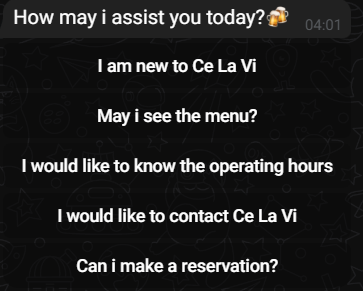 How may i assist you today?🍻
04:01
I am new to Ce La Vi
May i see the menu?
I would like to know the operating hours
I would like to contact Ce La Vi
Can i make a reservation?